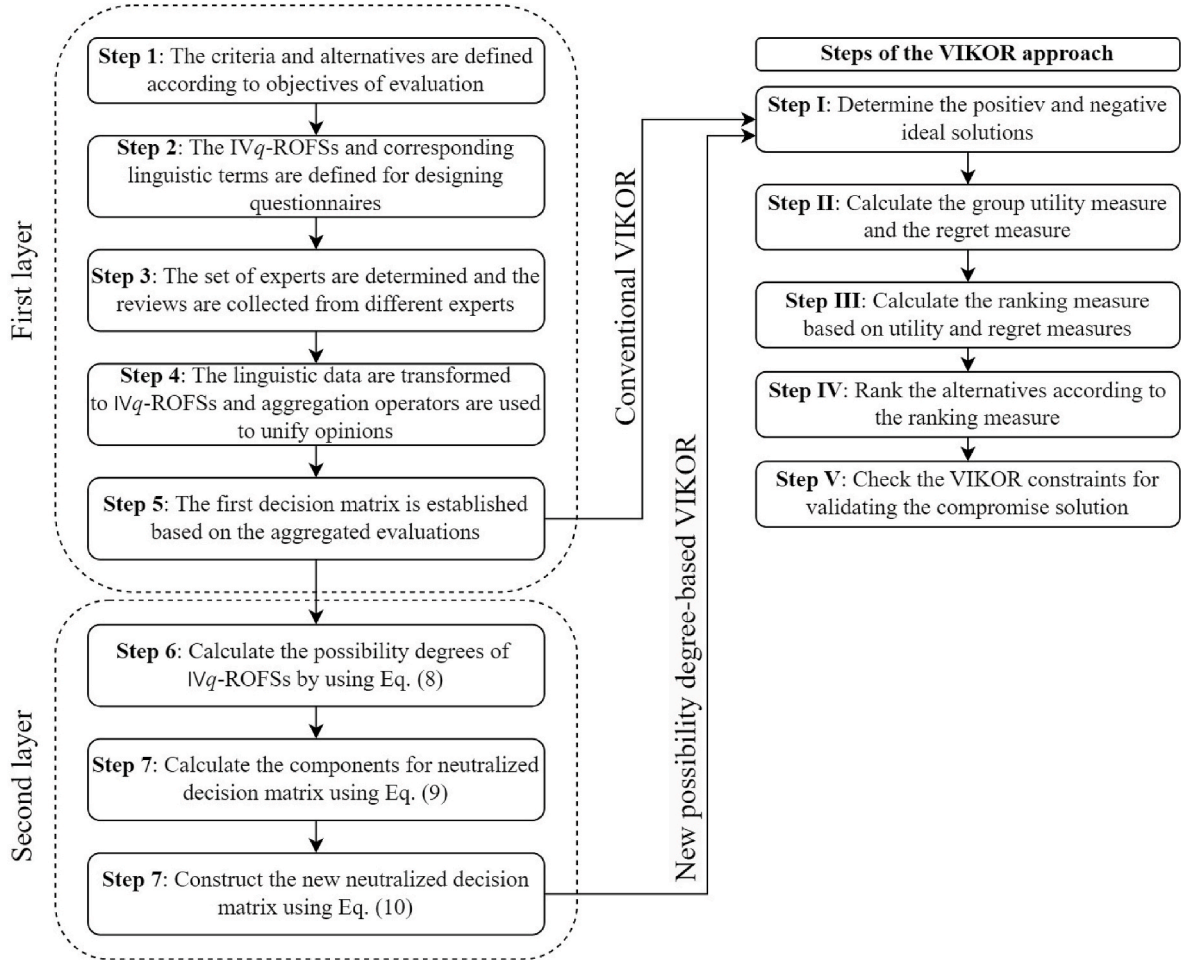 First layer
Step 1: The criteria and alternatives are defined
according to objectives of evaluation
Step 2: The IVq-ROFSs and corresponding
linguistic terms are defined for designing
questionnaires
Step 3: The set of experts are determined and the
reviews are collected from different experts
Step 4: The linguistic data are transformed
to IVq-ROFSs and aggregation operators are used
to unify opinions
Step 5: The first decision matrix is established
based on the aggregated evaluations
Second layer
Step 6: Calculate the possibility degrees of
IVq-ROFSs by using Eq. (8)
Step 7: Calculate the components for neutralized
decision matrix using Eq. (9)
Step 7: Construct the new neutralized decision
matrix using Eq. (10)
Conventional VIKOR
New possibility degree-based VIKOR
Steps of the VIKOR approach
Step I: Determine the positiev and negative
ideal solutions
Step II: Calculate the group utility measure
and the regret measure
Step III: Calculate the ranking measure
based on utility and regret measures
Step IV: Rank the alternatives according to
the ranking measure
Step V: Check the VIKOR constraints for
validating the compromise solution